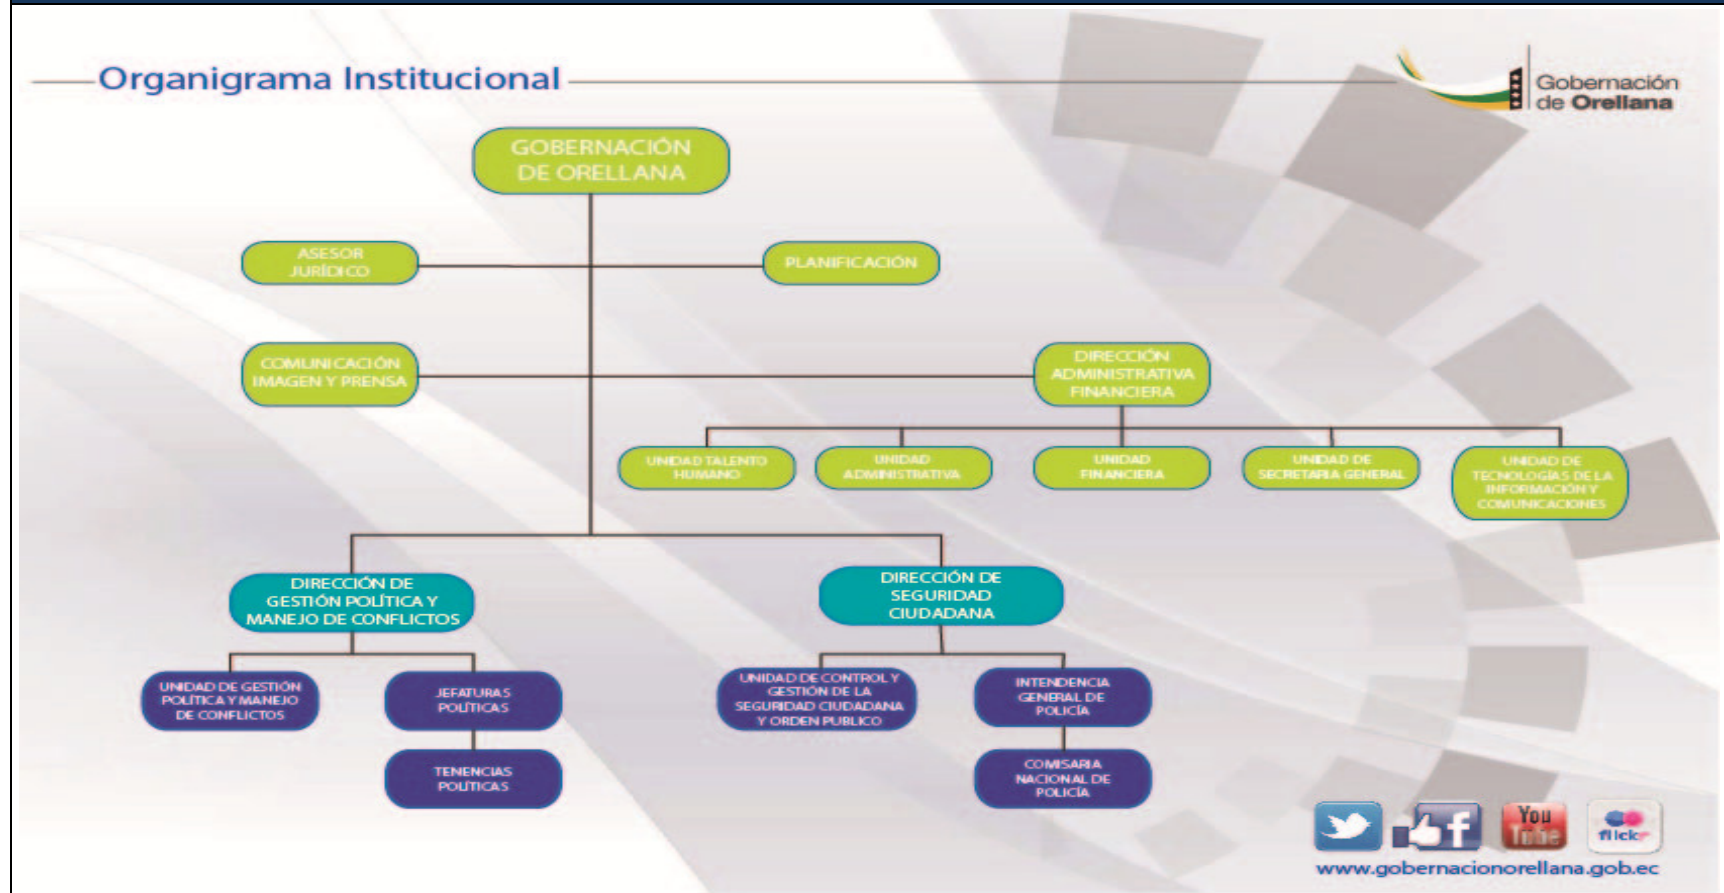 Organigrama Institucional
Gobernación
de Orellana
GOBERNACIÓN
DE ORELLANA
ASESOR
JURÍDICO
PLANIFICACIÓN
COMUNICACIÓN
IMAGEN Y PRENSA
DIRECCIÓN
ADMINISTRATIVA
FINANCIERA
UNIDAD TALENTO
HUMANO
UNIDAD
ADMINISTRATIVA
UNIDAD
FINANCIERA
UNIDAD DE
SECRETARIA GENERAL
UNIDAD DE
TECNOLOGÍAS DE LA
INFORMACIÓN Y
COMUNICACIONES
DIRECCIÓN DE
GESTIÓN POLÍTICA Y
MANEJO DE CONFLICTOS
DIRECCIÓN DE
SEGURIDAD
CIUDADANA
UNIDAD DE GESTIÓN
POLÍTICA Y MANEJO
DE CONFLICTOS
JEFATURAS
POLÍTICAS
UNIDAD DE CONTROL Y
GESTIÓN DE LA
SEGURIDAD CIUDADANA
Y ORDEN PUBLICO
INTENDENCIA
GENERAL DE
POLICÍA
TENENCIAS
POLÍTICAS
COMISARIA
NACIONAL DE
POLICÍA
f
You
Tube
flickr
www.gobernacionorellana.gob.ec